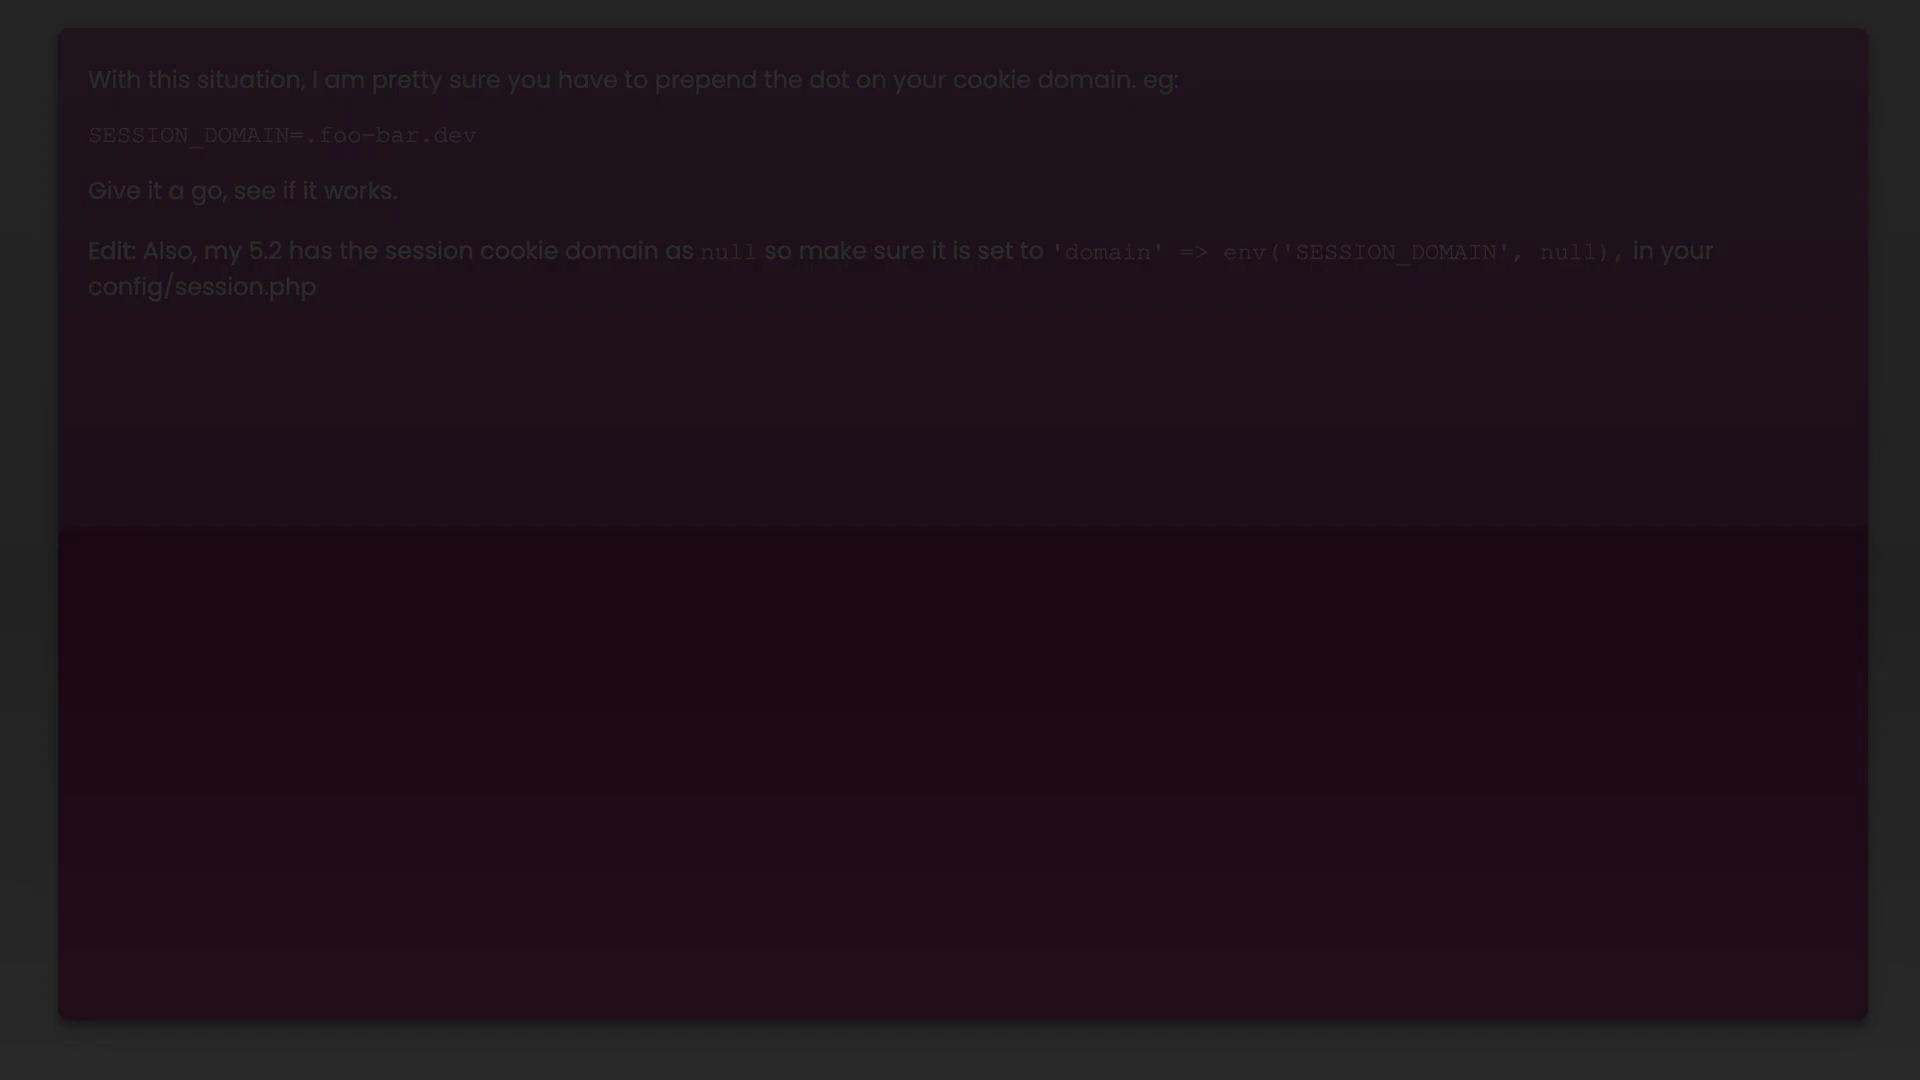 With this situation, I am pretty sure you have to prepend the dot on your cookie domain. eg:
SESSION_DOMAIN=.foo-bar.dev
Give it a go, see if it works.
Edit: Also, my 5.2 has the session cookie domain as null so make sure it is set to 'domain' => env('SESSION_DOMAIN', null), in your
config/session.php